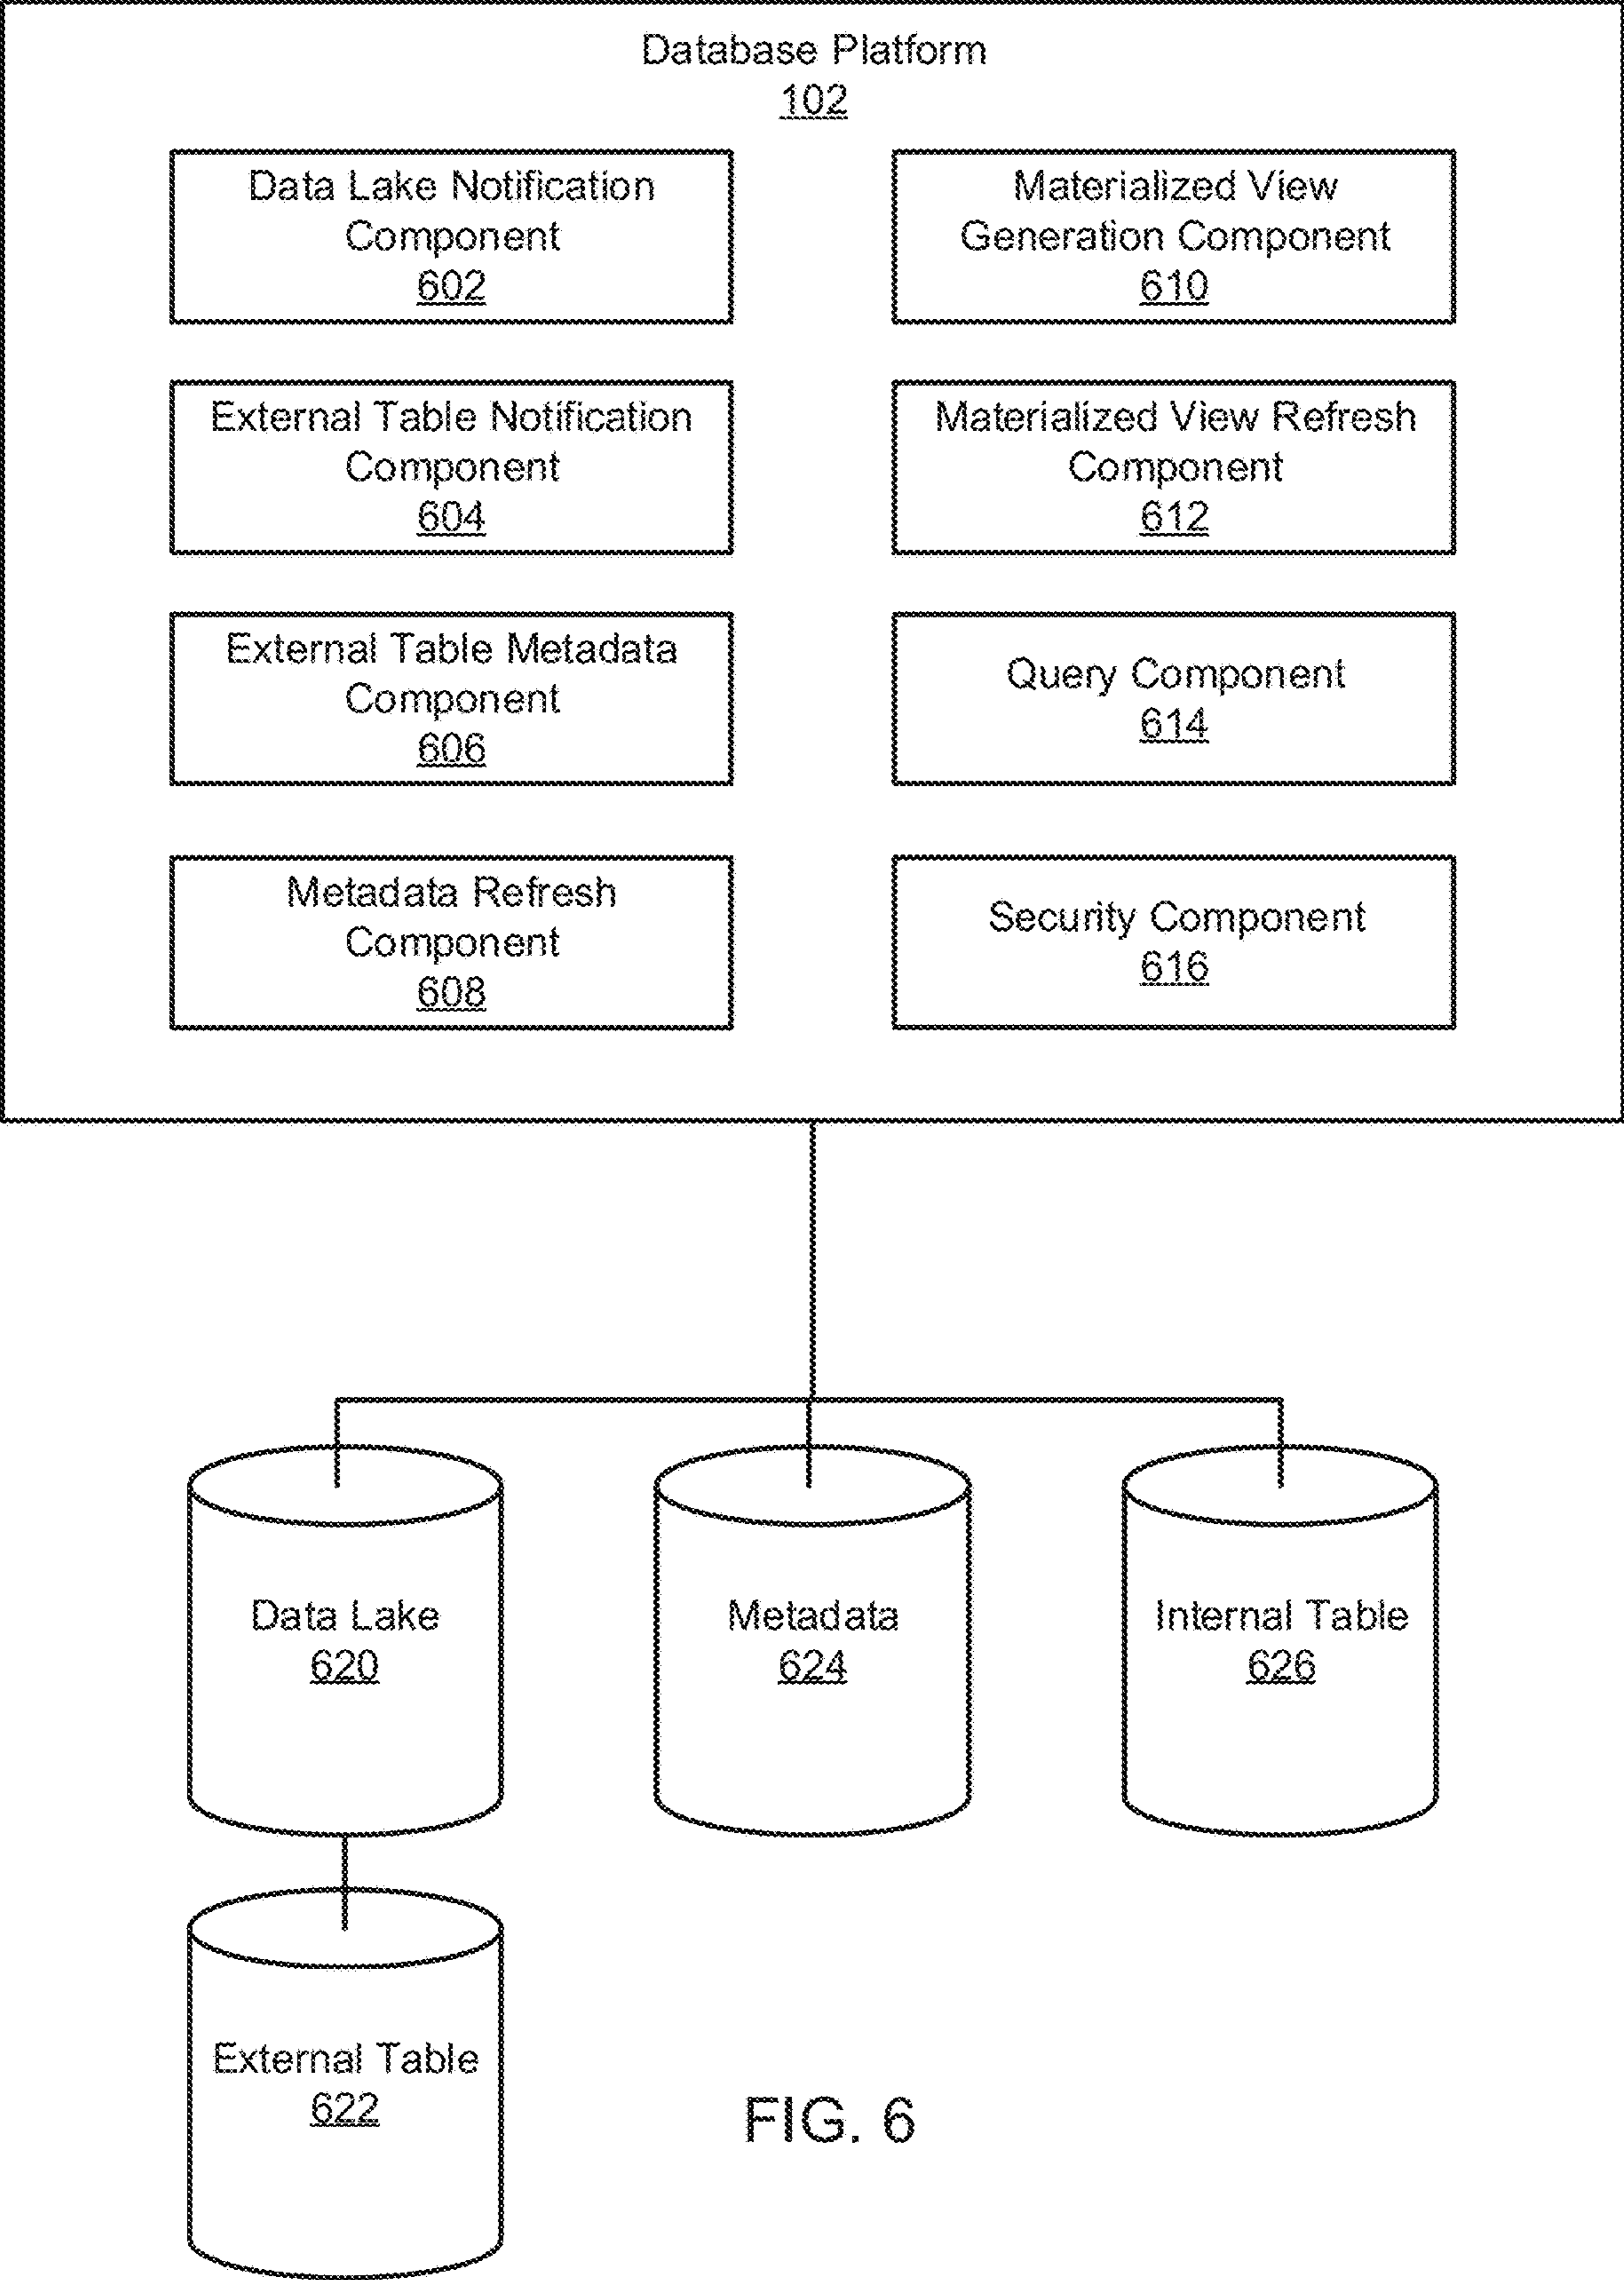 Database Platform
102
Data Lake Notification
Component
602
Materialized View
Generation Component
610
External Table Notification
Component
604
Materialized View Refresh
Component
612
External Table Metadata
Component
606
Query Component
614
Metadata Refresh
Component
608
Security Component
616
Data Lake
620
Metadata
624
Internal Table
626
External Table
622
FIG. 6